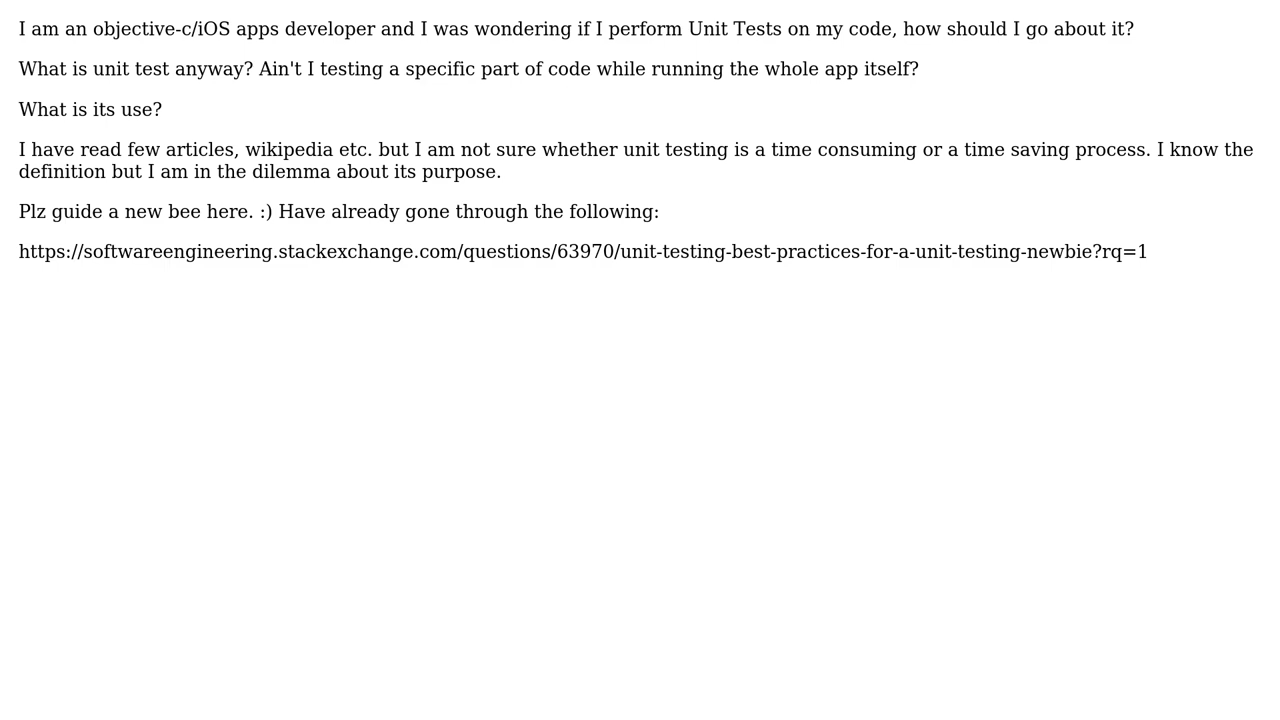 I am an objective-c/iOS apps developer and I was wondering if I perform Unit Tests on my code, how should I go about it?
What is unit test anyway? Ain't I testing a specific part of code while running the whole app itself?
What is its use?
I have read few articles, wikipedia etc. but I am not sure whether unit testing is a time consuming or a time saving process. I know the
definition but I am in the dilemma about its purpose.
Plz guide a new bee here. :) Have already gone through the following:
https://softwareengineering.stackexchange.com/questions/63970/unit-testing-best-practices-for-a-unit-testing-newbie?rq=1